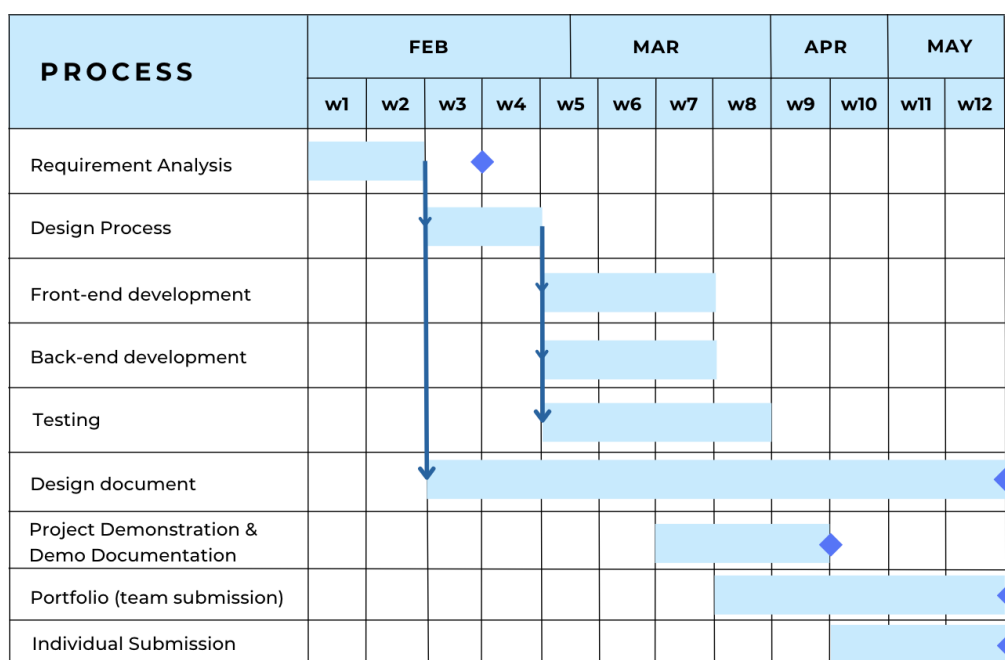 PROCESS
FEB MAR APR MAY
w1 w2 w3 w4 w5 w6 w7 w8 w9 w10 w11 w12
Requirement Analysis
Design Process
Front-end development
Back-end development
Testing
Design document
Project Demonstration &
Demo Documentation
Portfolio (team submission)
Individual Submission